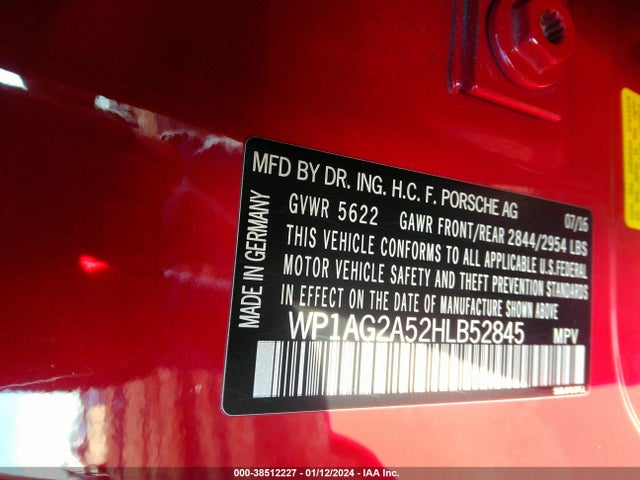 MFD BY DR. ING. H.C. F. PORSCHE AG 07/16
GVWR 5622 GAWR FRONT/REAR 2844/2954 LBS
THIS VEHICLE CONFORMS TO ALL APPLICABLE U.S.FEDERAL
MOTOR VEHICLE SAFETY AND THEFT PREVENTION STANDARDS
IN EFFECT ON THE DATE OF MANUFACTURE SHOWN ABOVE
WP1AG2A52HLB52845 MPV
MADE IN GERMANY
000-38512227 - 01/12/2024 - IAA Inc.